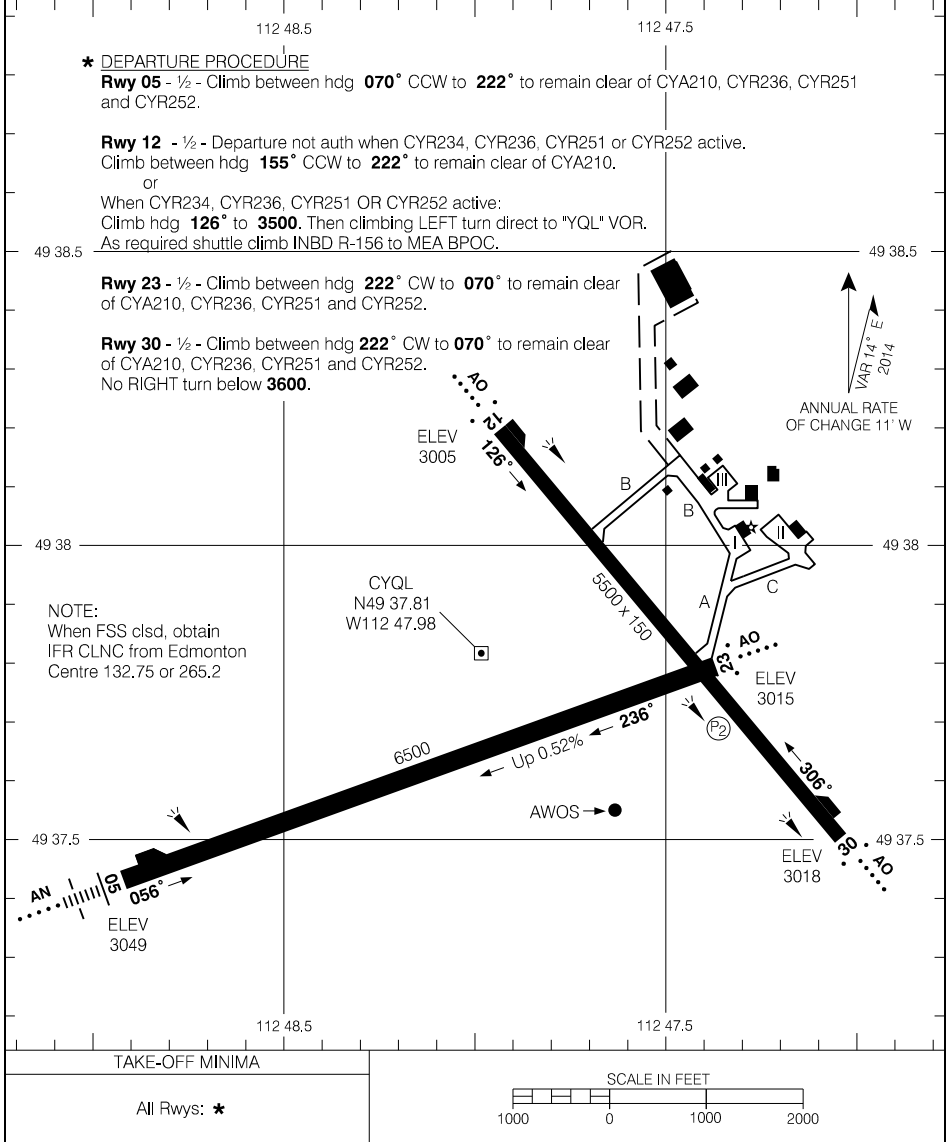 112 48.5
112 47.5
* DEPARTURE PROCEDURE
Rwy 05 - ½ - Climb between hdg 070° CCW to 222° to remain clear of CYA210, CYR236, CYR251
and CYR252.
Rwy 12 - ½ - Departure not auth when CYR234, CYR236, CYR251 or CYR252 active.
Climb between hdg 155° CCW to 222° to remain clear of CYA210.
or
When CYR234, CYR236, CYR251 OR CYR252 active:
Climb hdg 126° to 3500. Then climbing LEFT turn direct to "YQL" VOR.
As required shuttle climb INBD R-156 to MEA BPOC.
49 38.5
49 38.5
Rwy 23 - ½ - Climb between hdg 222° CW to 070° to remain clear
of CYA210, CYR236, CYR251 and CYR252.
Rwy 30 - ½ - Climb between hdg 222° CW to 070° to remain clear
of CYA210, CYR236, CYR251 and CYR252.
No RIGHT turn below 3600.
VAR 14° E
2014
ANNUAL RATE
OF CHANGE 11' W
AO
12
126°
ELEV
3005
B
B
III
I
II
49 38
49 38
5500 x 150
A
C
CYQL
N49 37.81
W112 47.98
NOTE:
When FSS clsd, obtain
IFR CLNC from Edmonton
Centre 132.75 or 265.2
23
AO
ELEV
3015
236°
P2
6500
Up 0.52%
306°
AWOS
49 37.5
49 37.5
30
AO
ELEV
3018
AN
05
056°
ELEV
3049
112 48.5
112 47.5
TAKE-OFF MINIMA
All Rwys: *
SCALE IN FEET
1000 0 1000 2000